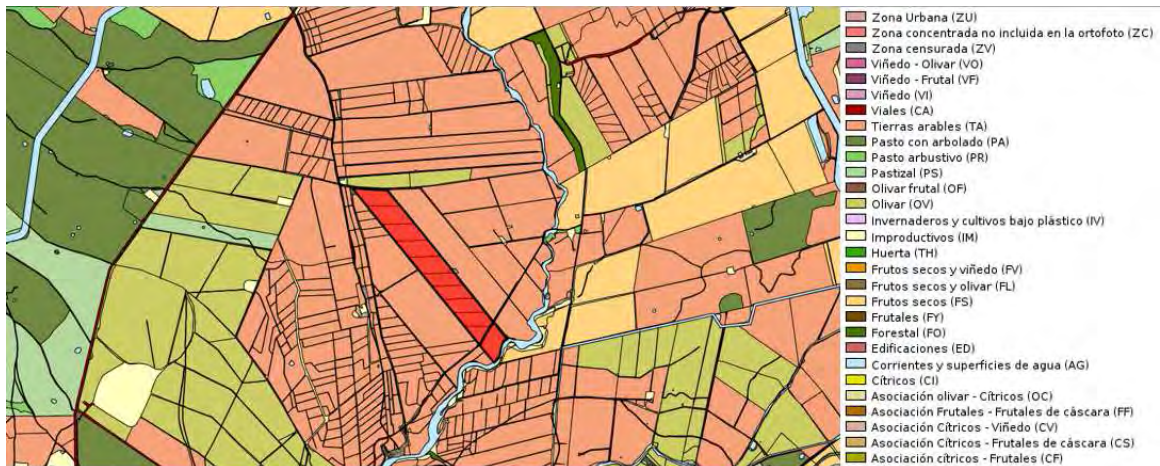 Zona Urbana (ZU)
Zona concentrada no incluida en la ortofoto (ZC)
Zona censurada (ZV)
Viñedo - Olivar (VO)
Viñedo - Frutal (VF)
Viñedo (VI)
Viales (CA)
Tierras arables (TA)
Pasto con arbolado (PA)
Pasto arbustivo (PR)
Pastizal (PS)
Olivar frutal (OF)
Olivar (OV)
Invernaderos y cultivos bajo plástico (IV)
Improductivos (IM)
Huerta (TH)
Frutos secos y viñedo (FV)
Frutos secos y olivar (FL)
Frutos secos (FS)
Frutales (FY)
Forestal (FO)
Edificaciones (ED)
Corrientes y superficies de agua (AG)
Cítricos (CI)
Asociación olivar - Cítricos (OC)
Asociación Frutales - Frutales de cáscara (FF)
Asociación Cítricos - Viñedo (CV)
Asociación Cítricos - Frutales de cáscara (CS)
Asociación cítricos - Frutales (CF)